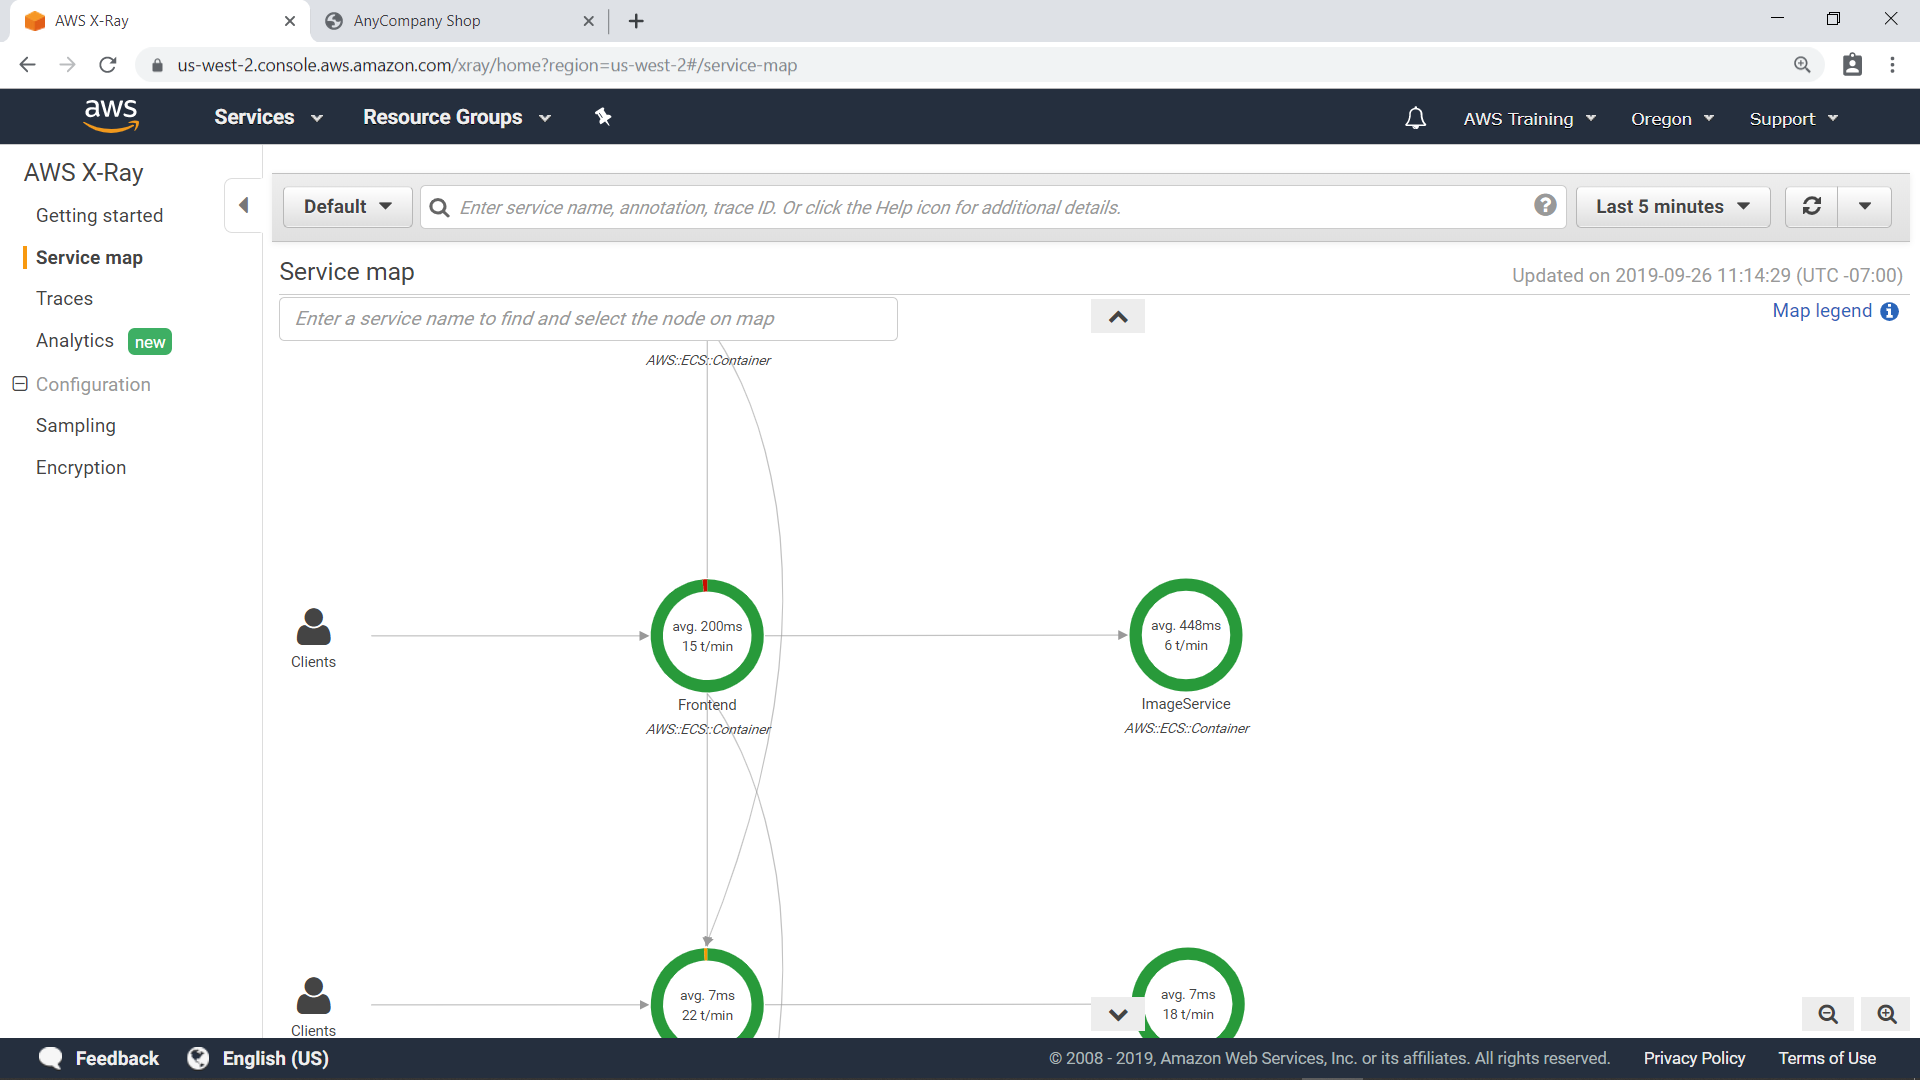 AWS X-Ray
AnyCompany Shop
us-west-2.console.aws.amazon.com/xray/home?region=us-west-2#/service-map
aws
Services
Resource Groups
AWS Training
Oregon
Support
AWS X-Ray
Getting started
Service map
Traces
Analytics new
Configuration
Sampling
Encryption
Default
Enter service name, annotation, trace ID. Or click the Help icon for additional details.
Last 5 minutes
Service map
Updated on 2019-09-26 11:14:29 (UTC -07:00)
Enter a service name to find and select the node on map
Map legend
AWS::ECS::Container
Clients
avg. 200ms
15 t/min
Frontend
AWS::ECS::Container
avg. 448ms
6 t/min
ImageService
AWS::ECS::Container
Clients
avg. 7ms
22 t/min
avg. 7ms
18 t/min
Feedback
English (US)
© 2008 - 2019, Amazon Web Services, Inc. or its affiliates. All rights reserved.
Privacy Policy
Terms of Use